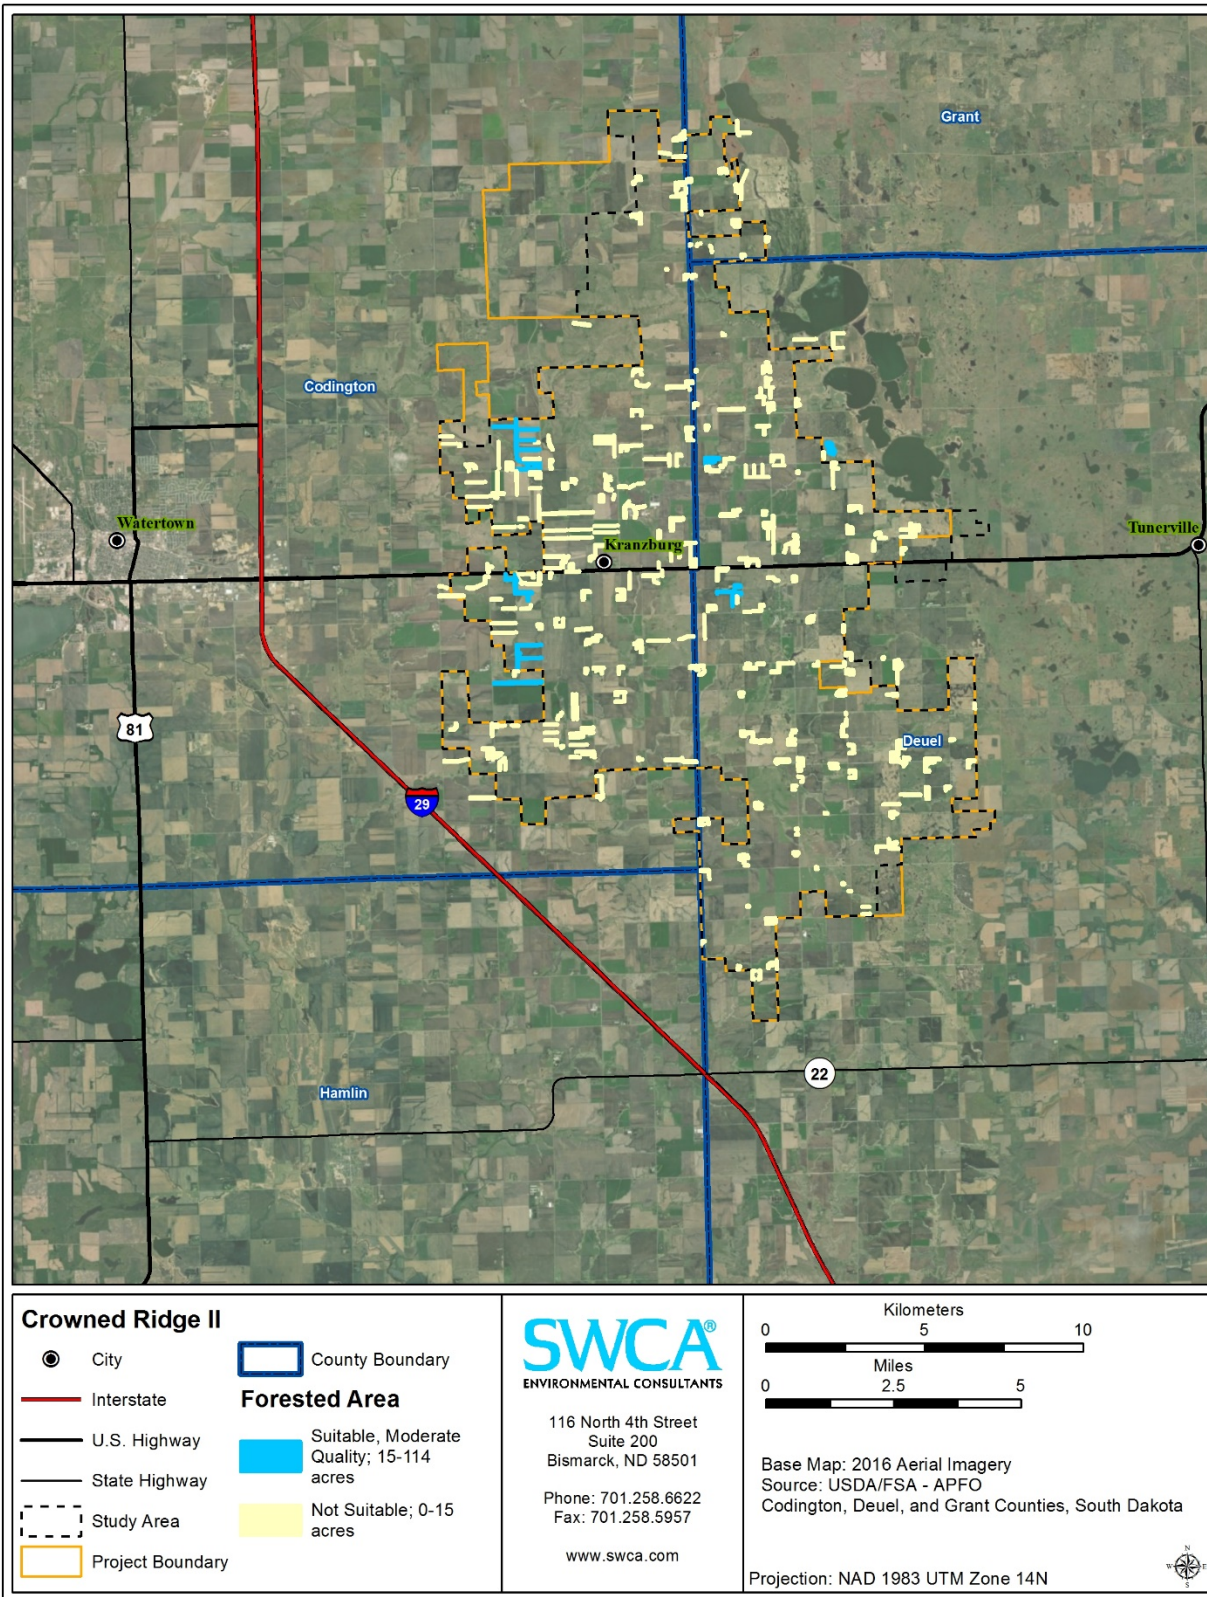 Grant
Codington
Watertown
Kranzburg
Tunerville
81
Deuel
29
22
Hamlin
Crowned Ridge II
City
Interstate
U.S. Highway
State Highway
Study Area
Project Boundary
County Boundary
Forested Area
Suitable, Moderate
Quality; 15-114
acres
Not Suitable; 0-15
acres
SWCA®
ENVIRONMENTAL CONSULTANTS
116 North 4th Street
Suite 200
Bismarck, ND 58501
Phone: 701.258.6622
Fax: 701.258.5957
www.swca.com
Kilometers
0 5 10
Miles
0 2.5 5
Base Map: 2016 Aerial Imagery
Source: USDA/FSA - APFO
Codington, Deuel, and Grant Counties, South Dakota
Projection: NAD 1983 UTM Zone 14N
N
W E
S